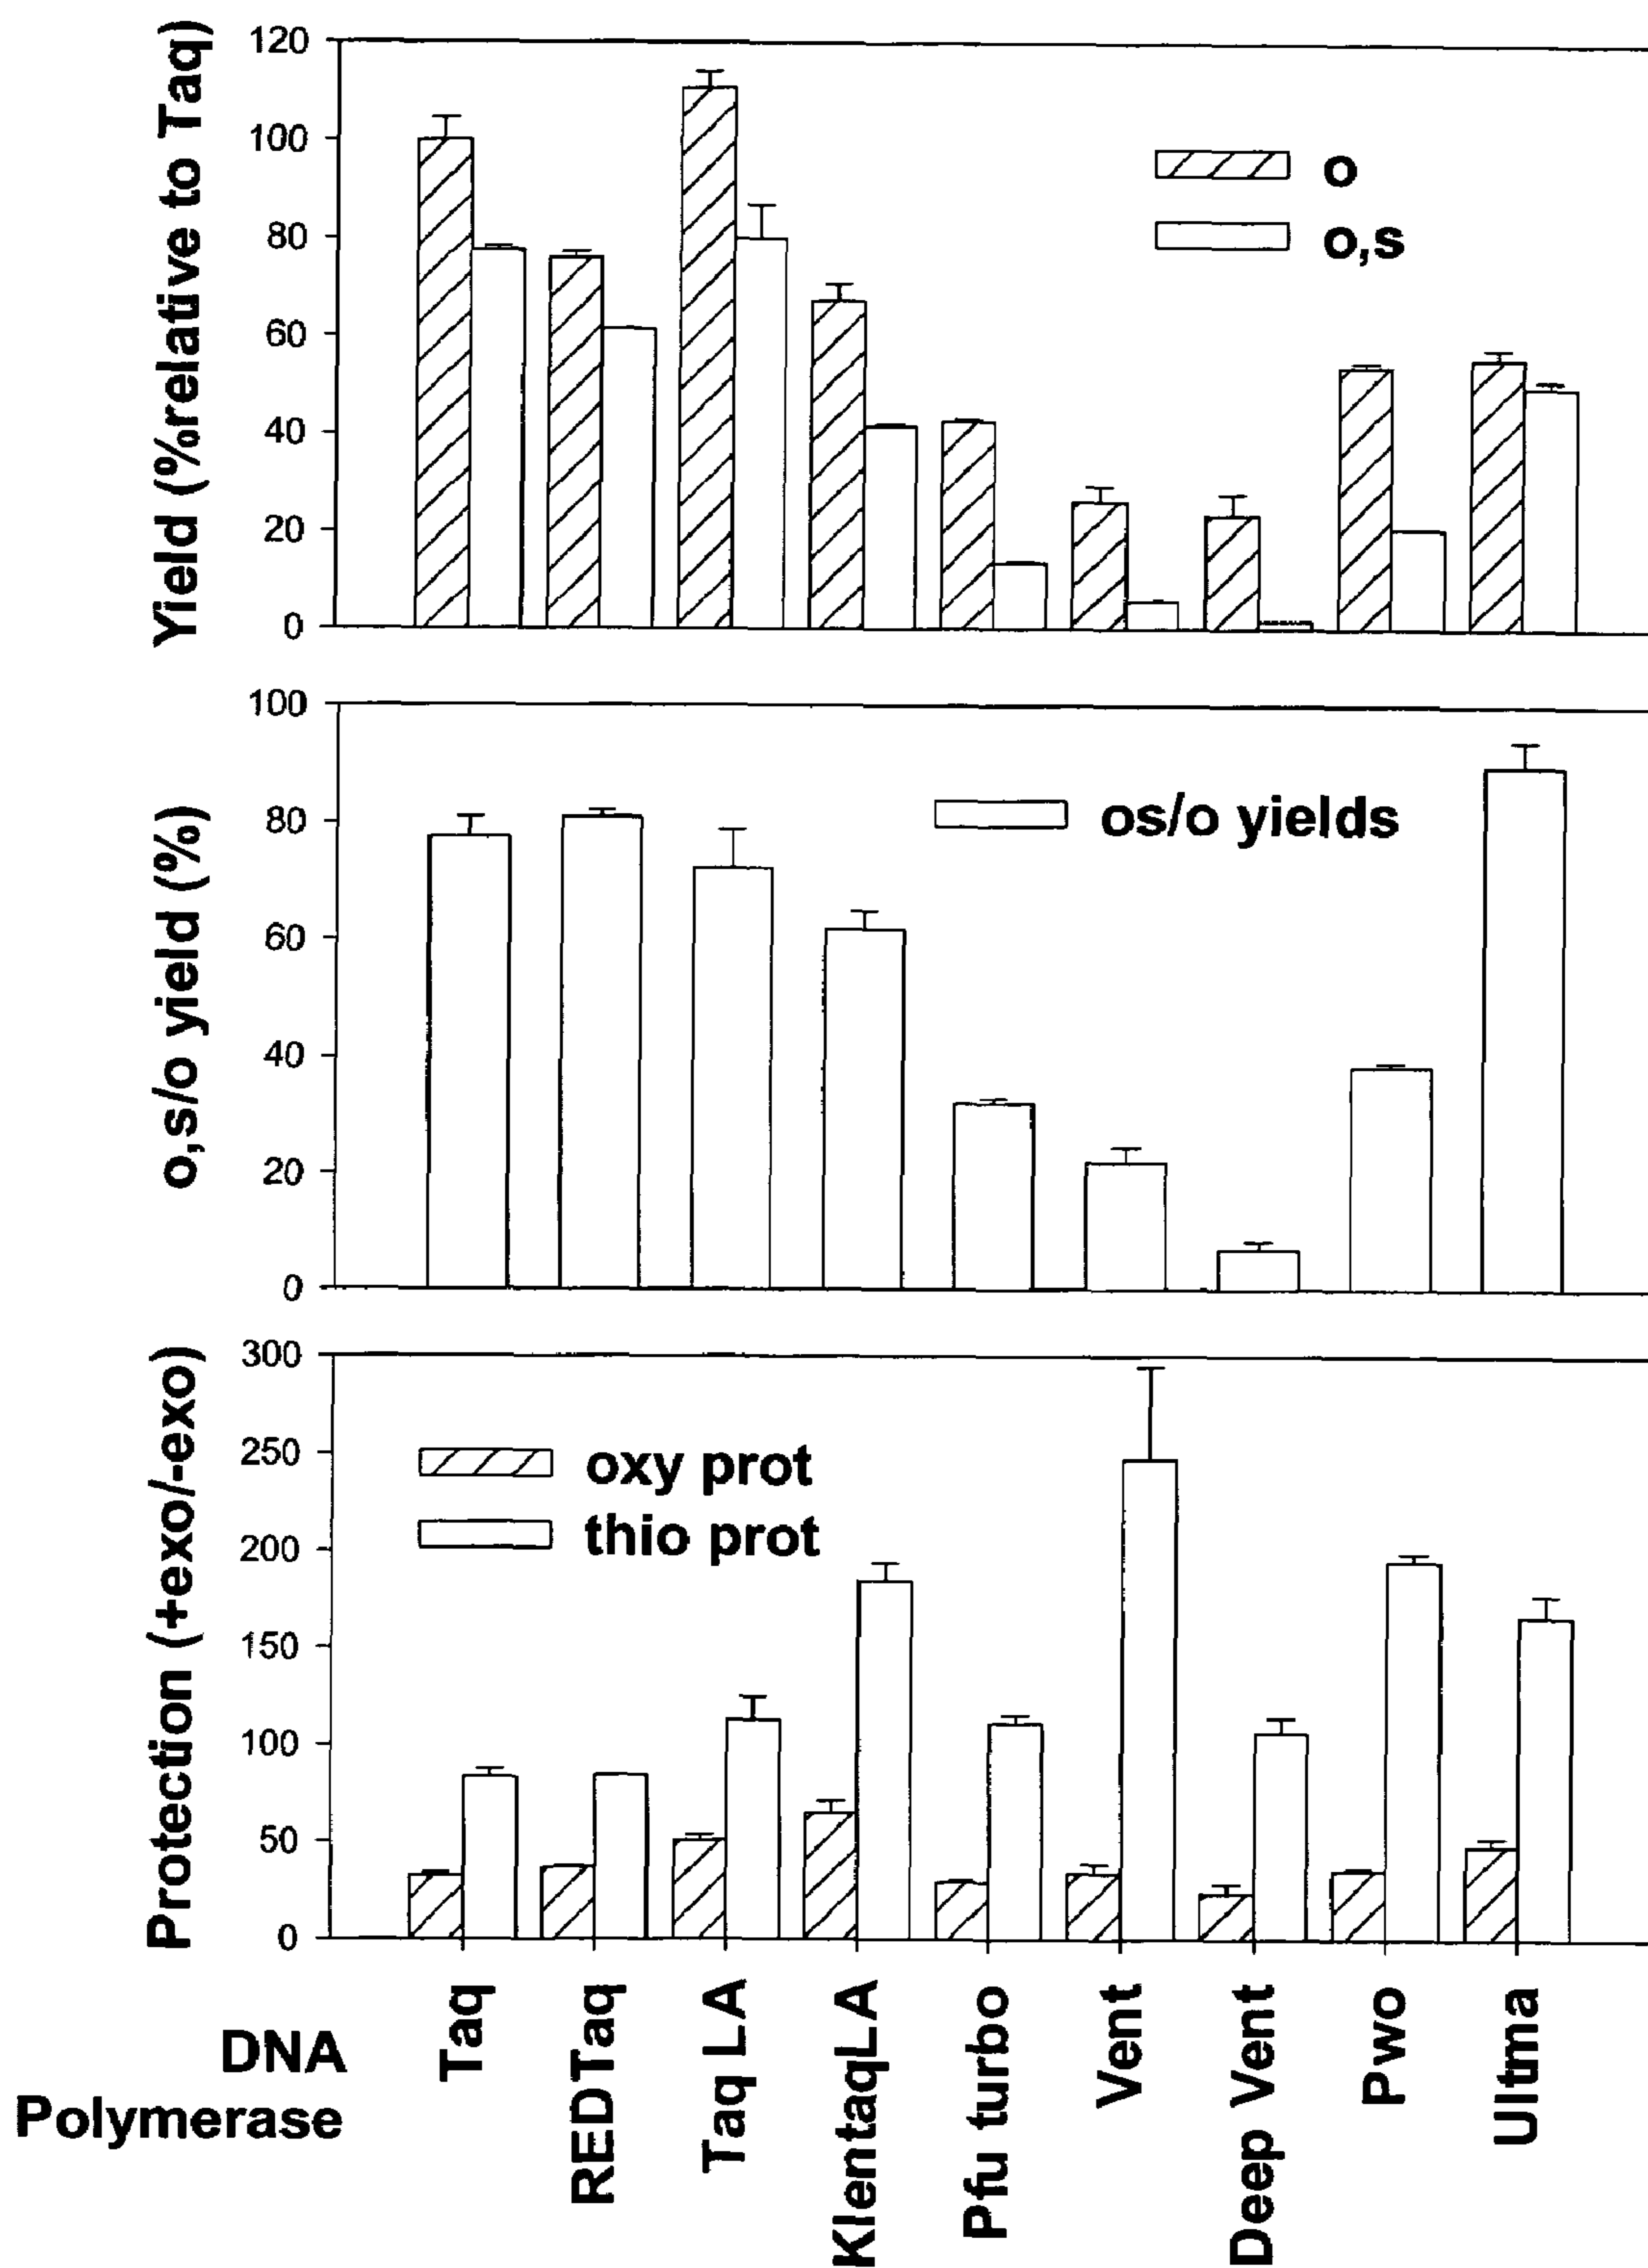 Yield (%relative to Taq)
120
100
80
60
40
20
0
o
o,s
o,s/o yield (%)
100
80
60
40
20
0
os/o yields
Protection (+exo/-exo)
300
250
200
150
100
50
0
oxy prot
thio prot
DNA
Polymerase
Taq
REDTaq
Taq LA
KlentaqLA
Pfu turbo
Vent
Deep Vent
Pwo
Ultma